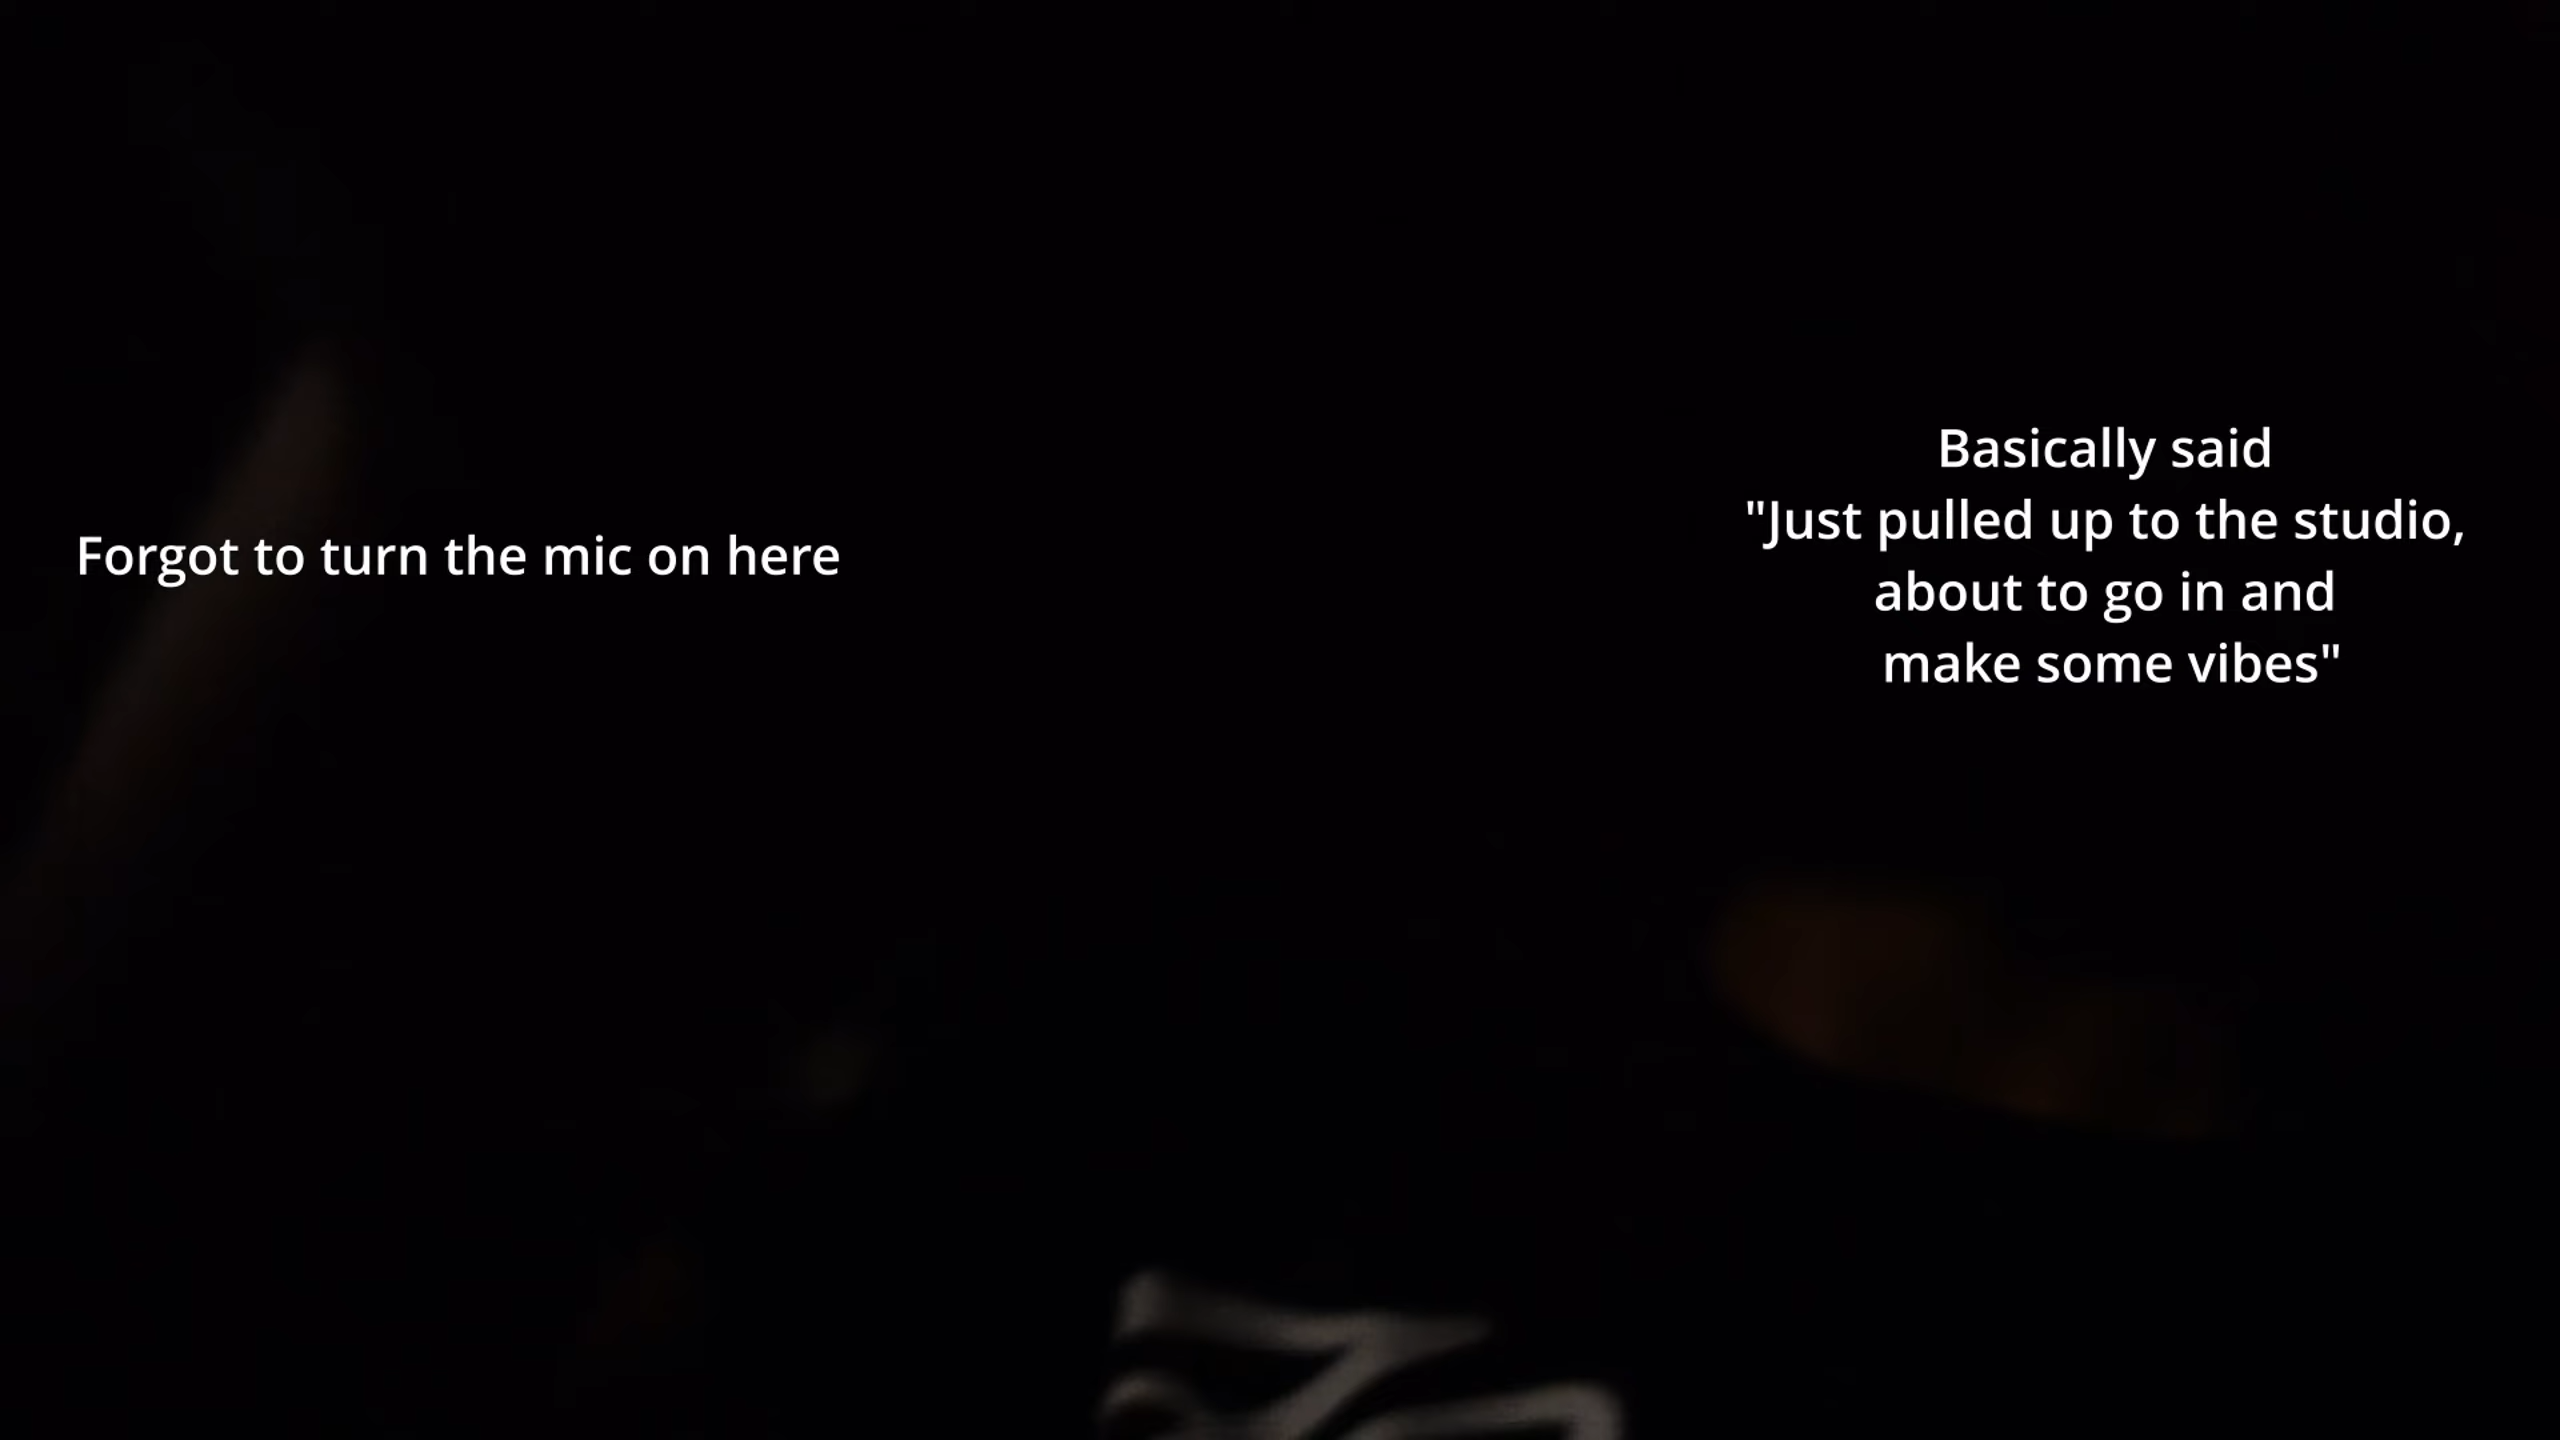 Forgot to turn the mic on here
Basically said
"Just pulled up to the studio,
about to go in and
make some vibes"